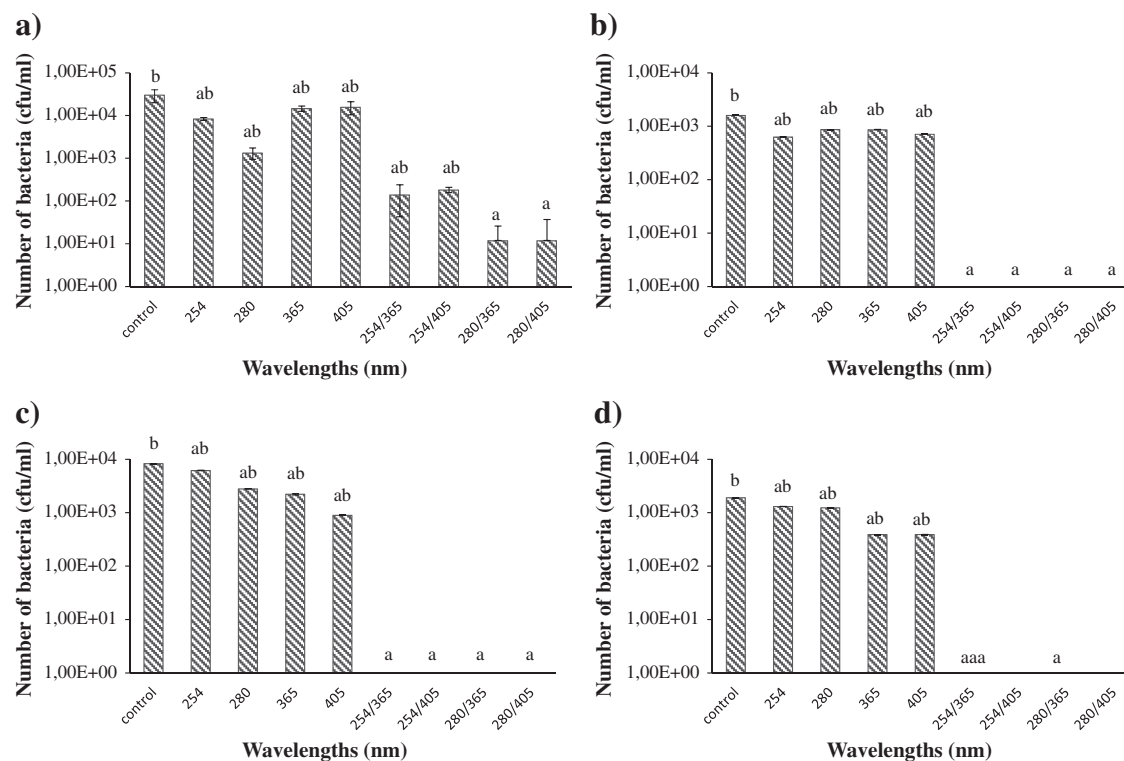 a)
Number of bacteria (cfu/ml)
1,00E+05
1,00E+04
1,00E+03
1,00E+02
1,00E+01
1,00E+00
b
ab
ab
ab
ab
ab
ab
a
a
control
254
280
365
405
254/365
254/405
280/365
280/405
Wavelengths (nm)
b)
Number of bacteria (cfu/ml)
1,00E+04
1,00E+03
1,00E+02
1,00E+01
1,00E+00
b
ab
ab
ab
ab
a
a
a
a
control
254
280
365
405
254/365
254/405
280/365
280/405
Wavelengths (nm)
c)
Number of bacteria (cfu/ml)
1,00E+04
1,00E+03
1,00E+02
1,00E+01
1,00E+00
b
ab
ab
ab
ab
a
a
a
a
control
254
280
365
405
254/365
254/405
280/365
280/405
Wavelengths (nm)
d)
Number of bacteria (cfu/ml)
1,00E+04
1,00E+03
1,00E+02
1,00E+01
1,00E+00
b
ab
ab
ab
ab
aaa
a
control
254
280
365
405
254/365
254/405
280/365
280/405
Wavelengths (nm)